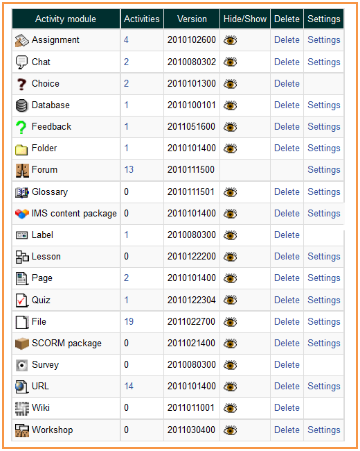 Activity module Activities Version Hide/Show Delete Settings
Assignment 4 2010102600 Delete Settings
Chat 2 2010080302 Delete Settings
Choice 2 2010101300 Delete
Database 1 2010100101 Delete Settings
Feedback 1 2011051600 Delete Settings
Folder 1 2010101400 Delete Settings
Forum 13 2010111500 Settings
Glossary 0 2010111501 Delete Settings
IMS content package 0 2010101400 Delete Settings
Label 1 2010080300 Delete
Lesson 0 2010122200 Delete Settings
Page 2 2010101400 Delete Settings
Quiz 1 2010122304 Delete Settings
File 19 2011022700 Delete Settings
SCORM package 0 2011021400 Delete Settings
Survey 0 2010080300 Delete
URL 14 2010101400 Delete Settings
Wiki 0 2011011001 Delete
Workshop 0 2011030400 Delete Settings